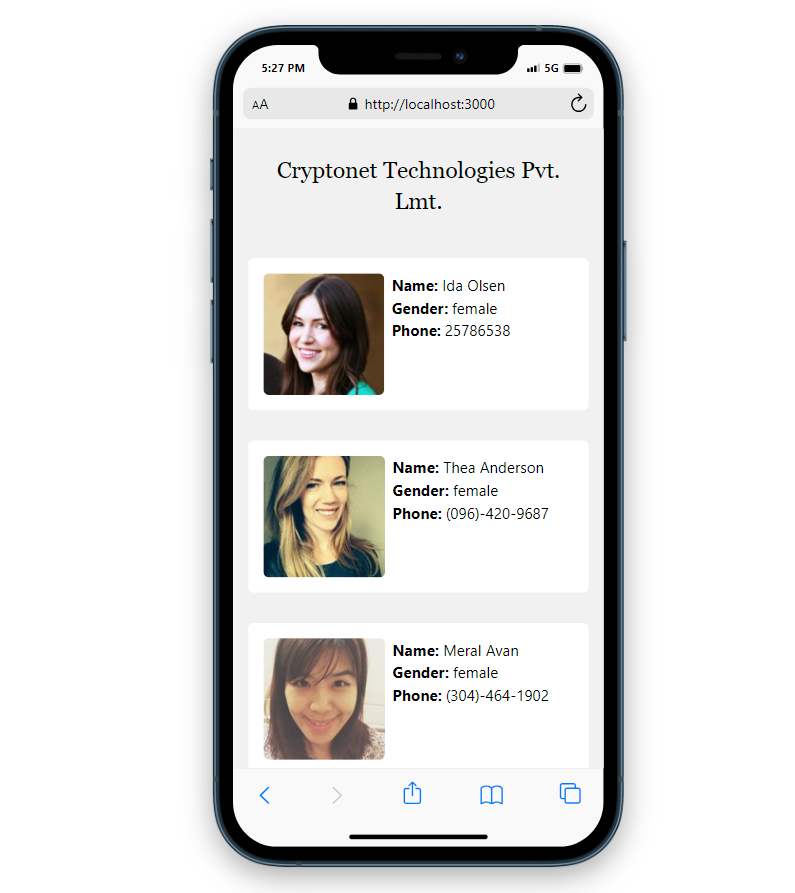 5:27 PM 5G
AA http://localhost:3000
Cryptonet Technologies Pvt.
Lmt.
Name: Ida Olsen
Gender: female
Phone: 25786538
Name: Thea Anderson
Gender: female
Phone: (096)-420-9687
Name: Meral Avan
Gender: female
Phone: (304)-464-1902